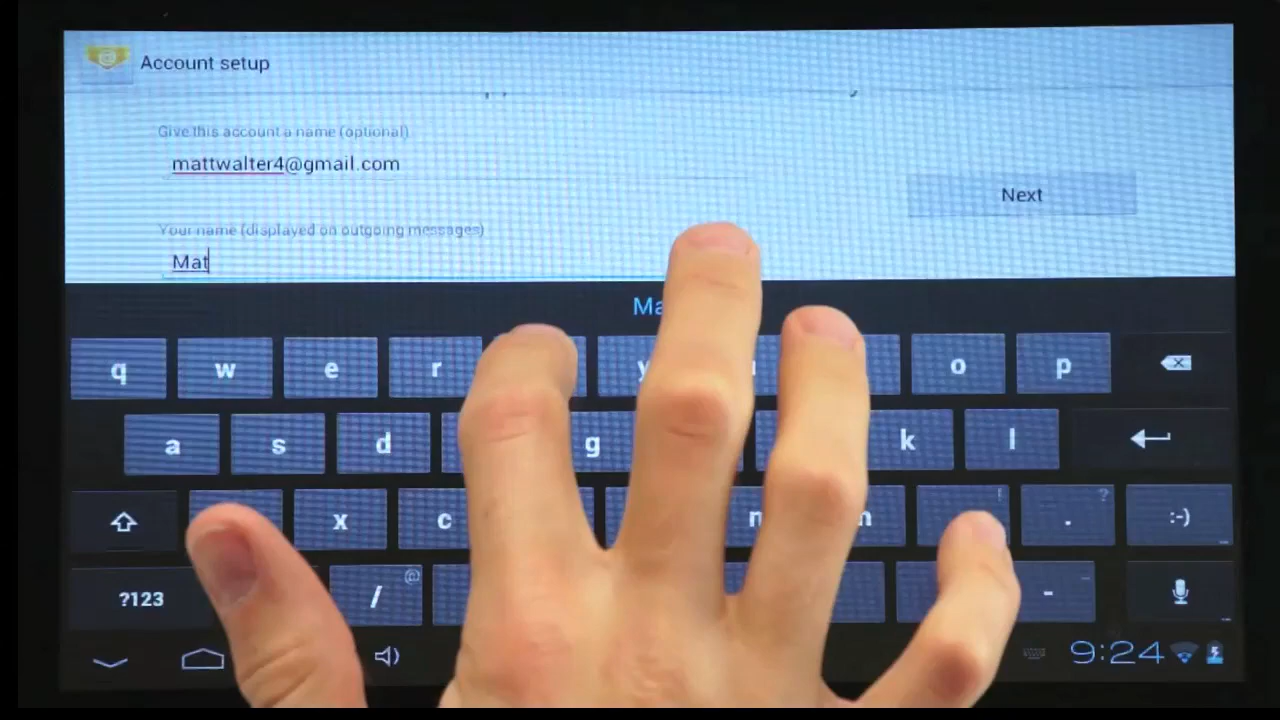 Account setup
Give this account a name (optional)
mattwalter4@gmail.com
Next
Your name (displayed on outgoing messages)
Mat
q w e r o p
a s d g k l
x c . ? :-)
?123 / @ -
9:24